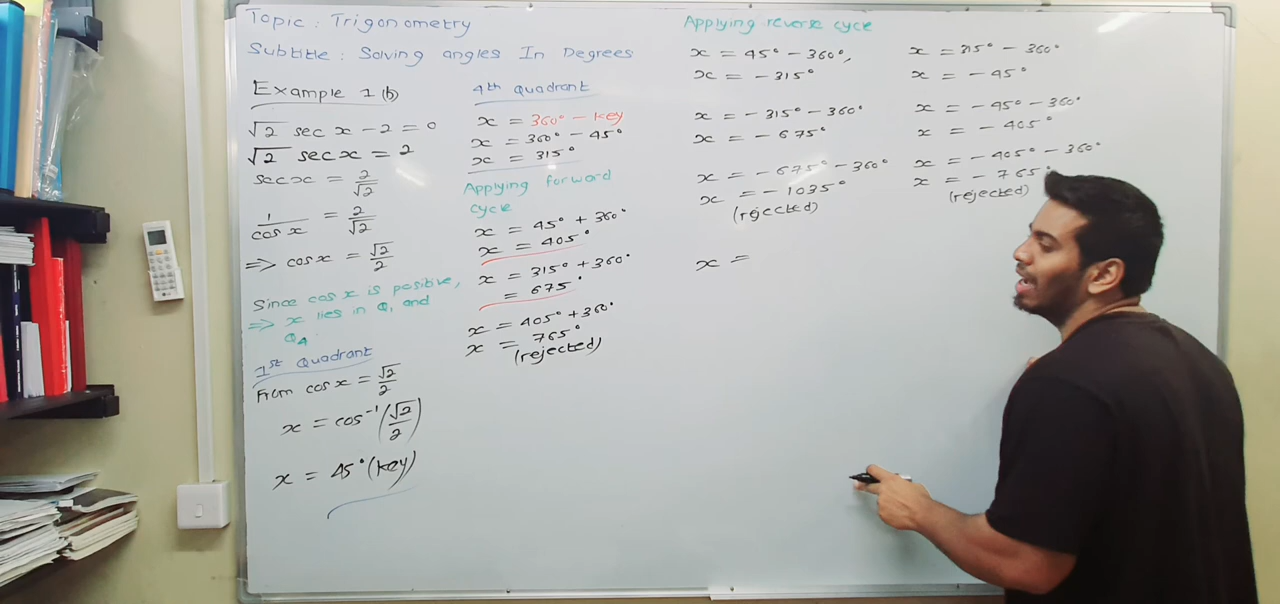 Topic : Trigonometry
Subtitle : Solving angles In Degrees
Example 1 (b)
√2 sec x − 2 = 0
√2 sec x = 2
sec x = 2/√2
1/cos x = 2/√2
⇒ cos x = √2/2
Since cos x is positive,
⇒ x lies in Q1 and
Q4
1st Quadrant
From cos x = √2/2
x = cos⁻¹(√2/2)
x = 45° (key)
4th Quadrant
x = 360° − key
x = 360° − 45°
x = 315°
Applying forward
cycle
x = 45° + 360°
x = 405°
x = 315° + 360°
= 675°
x = 405° + 360°
x = 765°
(rejected)
Applying reverse cycle
x = 45° − 360°,
x = − 315°
x = − 315° − 360°
x = − 675°
x = − 675° − 360°
x = − 1035°
(rejected)
x =
x = 315° − 360°
x = − 45°
x = − 45° − 360°
x = − 405°
x = − 405° − 360°
x = − 765°
(rejected)